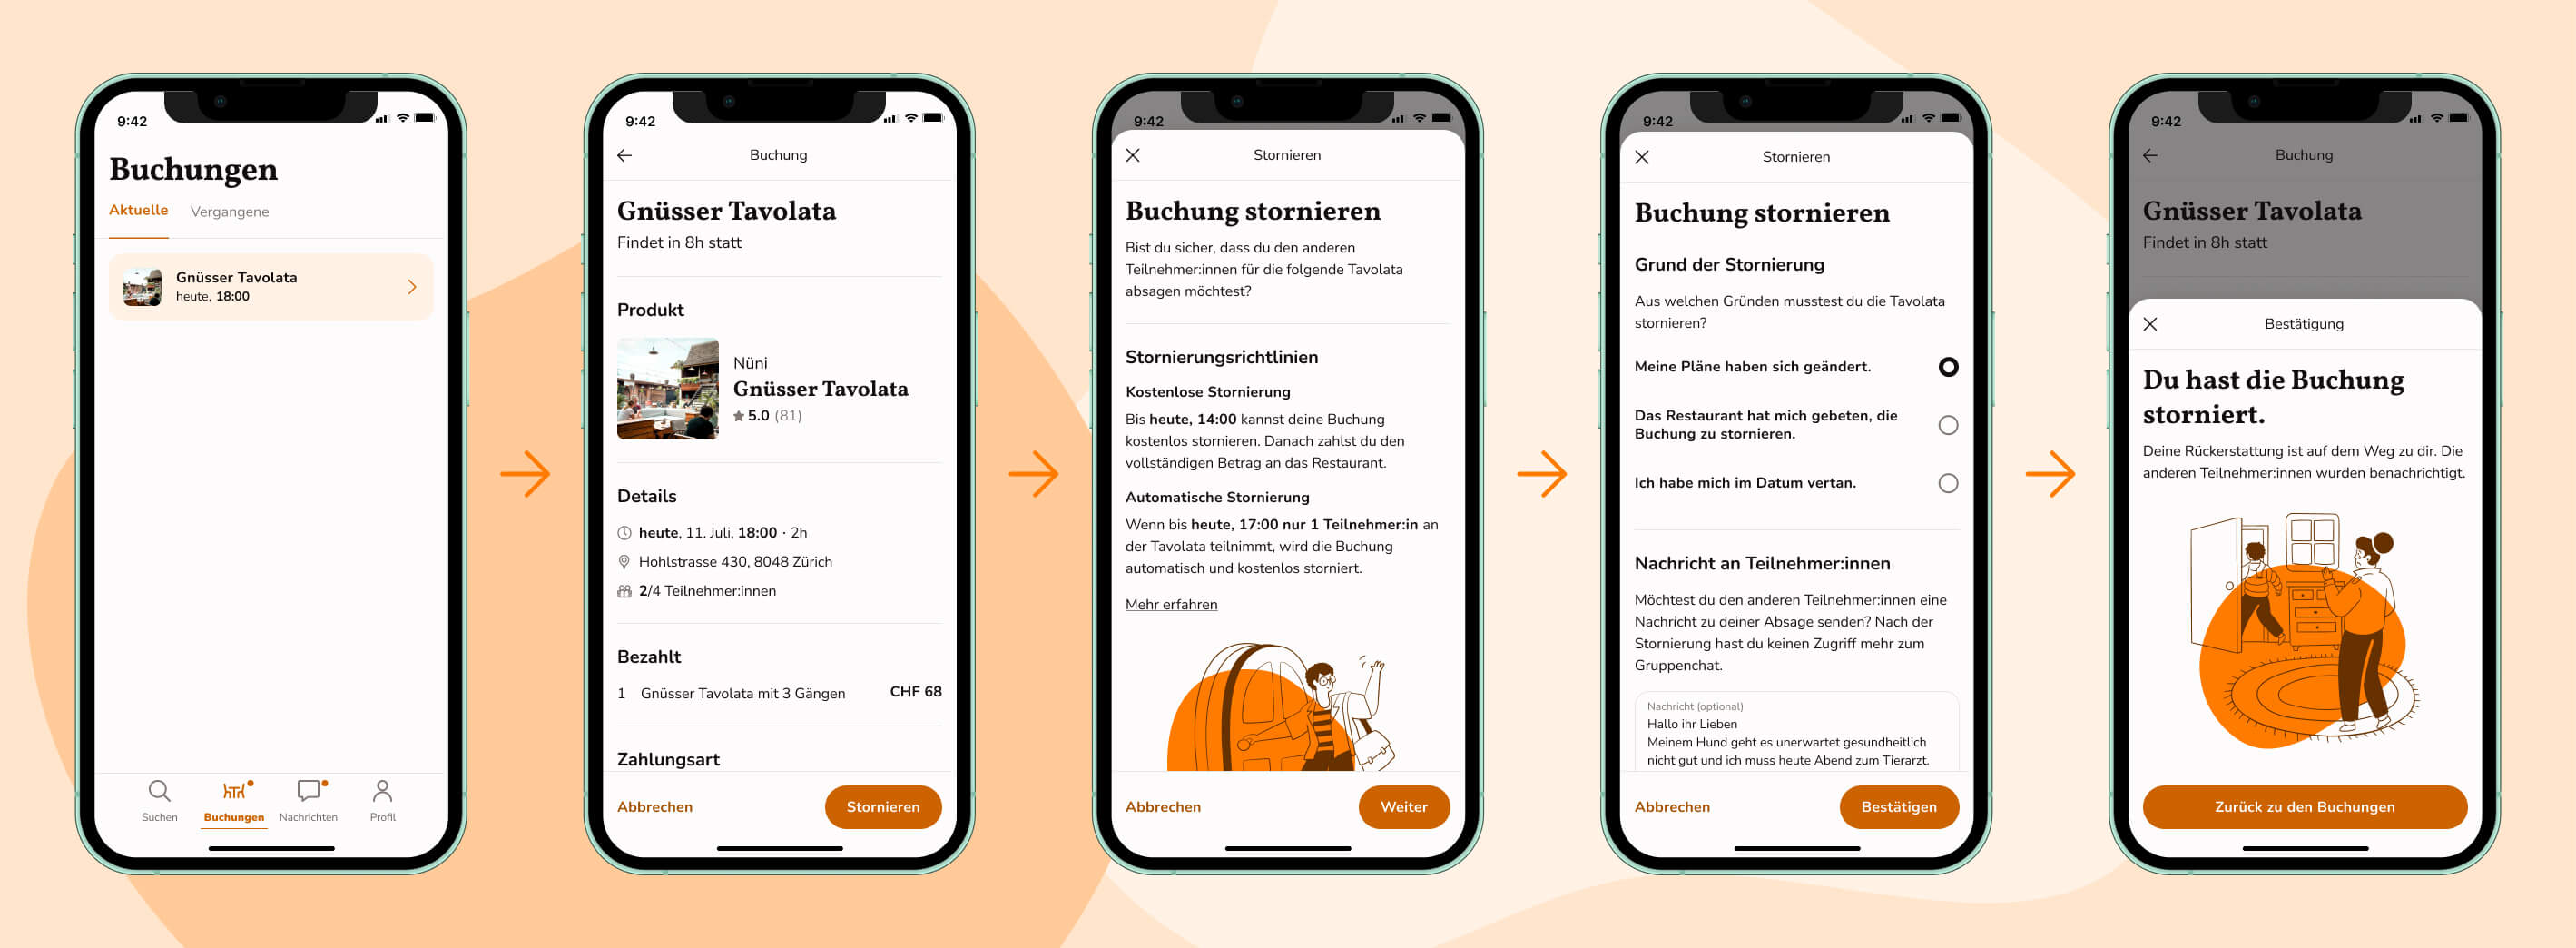 9:42
Buchungen
Aktuelle
Vergangene
Gnüsser Tavolata
heute, 18:00
Suchen
Buchungen
Nachrichten
Profil
9:42
Buchung
Gnüsser Tavolata
Findet in 8h statt
Produkt
Nüni
Gnüsser Tavolata
5.0 (81)
Details
heute, 11. Juli, 18:00 · 2h
Hohlstrasse 430, 8048 Zürich
2/4 Teilnehmer:innen
Bezahlt
1 Gnüsser Tavolata mit 3 Gängen CHF 68
Zahlungsart
Abbrechen
Stornieren
9:42
Stornieren
Buchung stornieren
Bist du sicher, dass du den anderen
Teilnehmer:innen für die folgende Tavolata
absagen möchtest?
Stornierungsrichtlinien
Kostenlose Stornierung
Bis heute, 14:00 kannst deine Buchung
kostenlos stornieren. Danach zahlst du den
vollständigen Betrag an das Restaurant.
Automatische Stornierung
Wenn bis heute, 17:00 nur 1 Teilnehmer:in an
der Tavolata teilnimmt, wird die Buchung
automatisch und kostenlos storniert.
Mehr erfahren
Abbrechen
Weiter
9:42
Stornieren
Buchung stornieren
Grund der Stornierung
Aus welchen Gründen musstest du die Tavolata
stornieren?
Meine Pläne haben sich geändert.
Das Restaurant hat mich gebeten, die
Buchung zu stornieren.
Ich habe mich im Datum vertan.
Nachricht an Teilnehmer:innen
Möchtest du den anderen Teilnehmer:innen eine
Nachricht zu deiner Absage senden? Nach der
Stornierung hast du keinen Zugriff mehr zum
Gruppenchat.
Nachricht (optional)
Hallo ihr Lieben
Meinem Hund geht es unerwartet gesundheitlich
nicht gut und ich muss heute Abend zum Tierarzt.
Abbrechen
Bestätigen
9:42
Buchung
Gnüsser Tavolata
Findet in 8h statt
Bestätigung
Du hast die Buchung
storniert.
Deine Rückerstattung ist auf dem Weg zu dir. Die
anderen Teilnehmer:innen wurden benachrichtigt.
Zurück zu den Buchungen